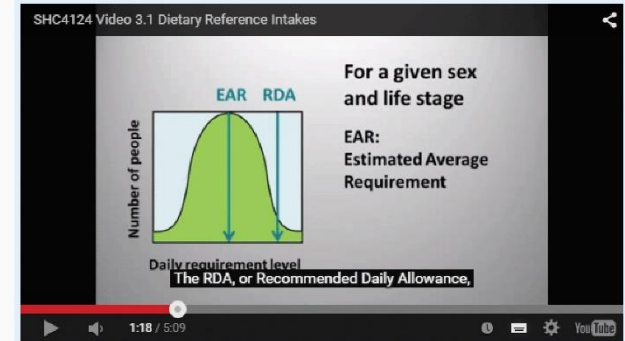 SHC4124 Video 3.1 Dietary Reference Intakes
For a given sex
and life stage
EAR RDA
EAR:
Estimated Average
Requirement
Number of people
Daily requirement level
The RDA, or Recommended Daily Allowance,
1:18 / 5:09
YouTube